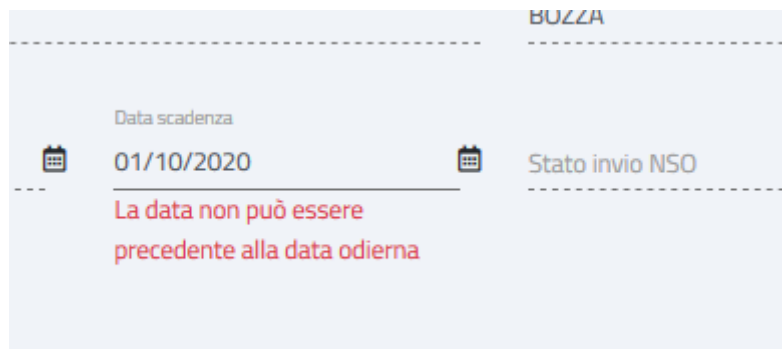 BOZZA
Data scadenza
01/10/2020
Stato invio NSO
La data non può essere
precedente alla data odierna